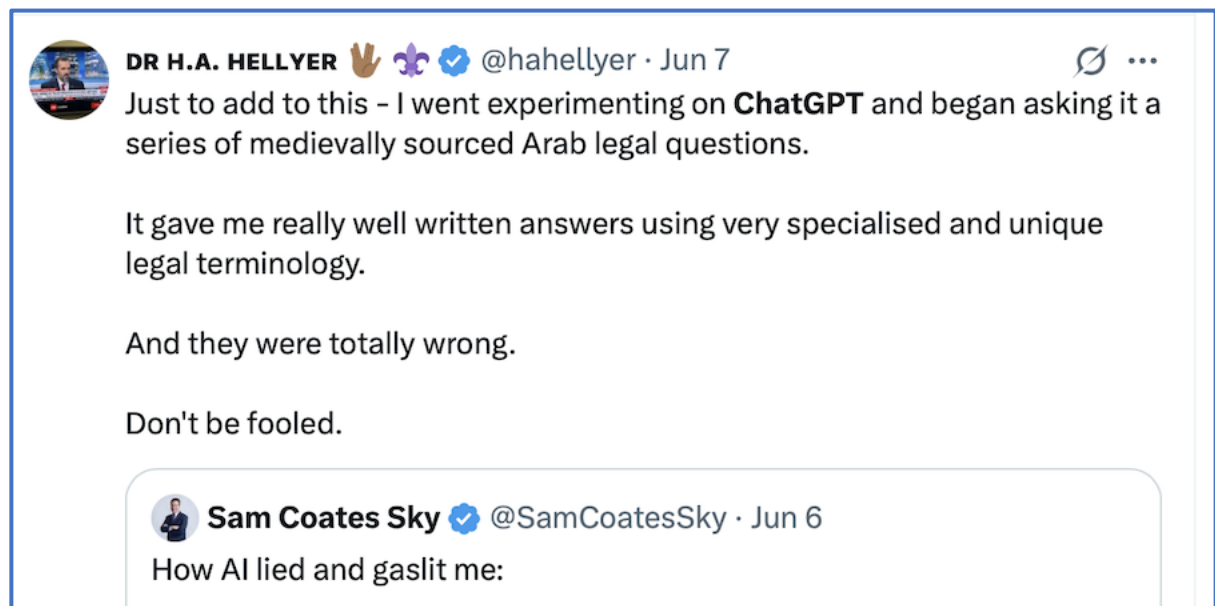 DR H.A. HELLYER 🖖🏽 ⚜ @hahellyer · Jun 7
Just to add to this - I went experimenting on ChatGPT and began asking it a
series of medievally sourced Arab legal questions.
It gave me really well written answers using very specialised and unique
legal terminology.
And they were totally wrong.
Don't be fooled.
Sam Coates Sky @SamCoatesSky · Jun 6
How AI lied and gaslit me: